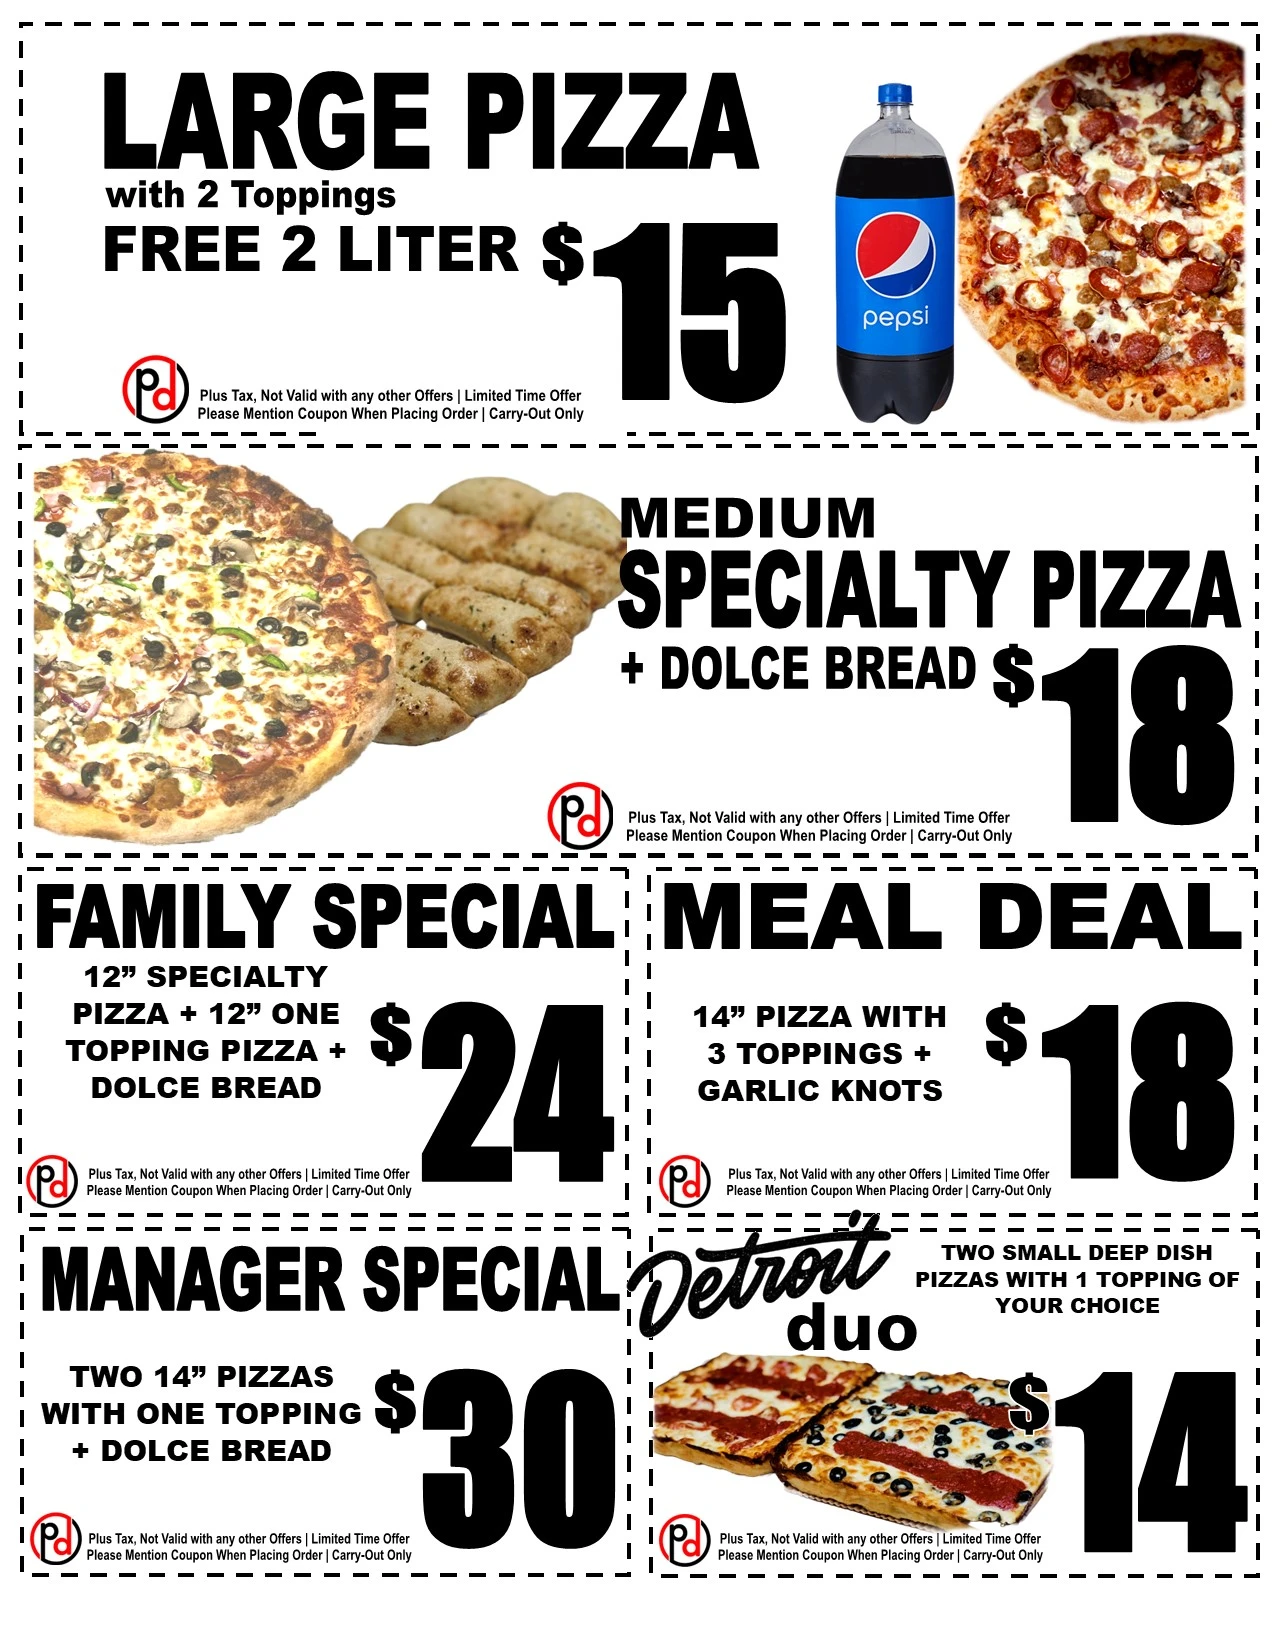 LARGE PIZZA
with 2 Toppings
FREE 2 LITER $15
pepsi
pd
Plus Tax, Not Valid with any other Offers | Limited Time Offer
Please Mention Coupon When Placing Order | Carry-Out Only
MEDIUM
SPECIALTY PIZZA
+ DOLCE BREAD $18
pd
Plus Tax, Not Valid with any other Offers | Limited Time Offer
Please Mention Coupon When Placing Order | Carry-Out Only
FAMILY SPECIAL
12” SPECIALTY
PIZZA + 12” ONE
TOPPING PIZZA +
DOLCE BREAD
$24
pd
Plus Tax, Not Valid with any other Offers | Limited Time Offer
Please Mention Coupon When Placing Order | Carry-Out Only
MEAL DEAL
14” PIZZA WITH
3 TOPPINGS +
GARLIC KNOTS
$18
pd
Plus Tax, Not Valid with any other Offers | Limited Time Offer
Please Mention Coupon When Placing Order | Carry-Out Only
MANAGER SPECIAL
TWO 14” PIZZAS
WITH ONE TOPPING
+ DOLCE BREAD
$30
pd
Plus Tax, Not Valid with any other Offers | Limited Time Offer
Please Mention Coupon When Placing Order | Carry-Out Only
Detroit
duo
TWO SMALL DEEP DISH
PIZZAS WITH 1 TOPPING OF
YOUR CHOICE
$14
pd
Plus Tax, Not Valid with any other Offers | Limited Time Offer
Please Mention Coupon When Placing Order | Carry-Out Only